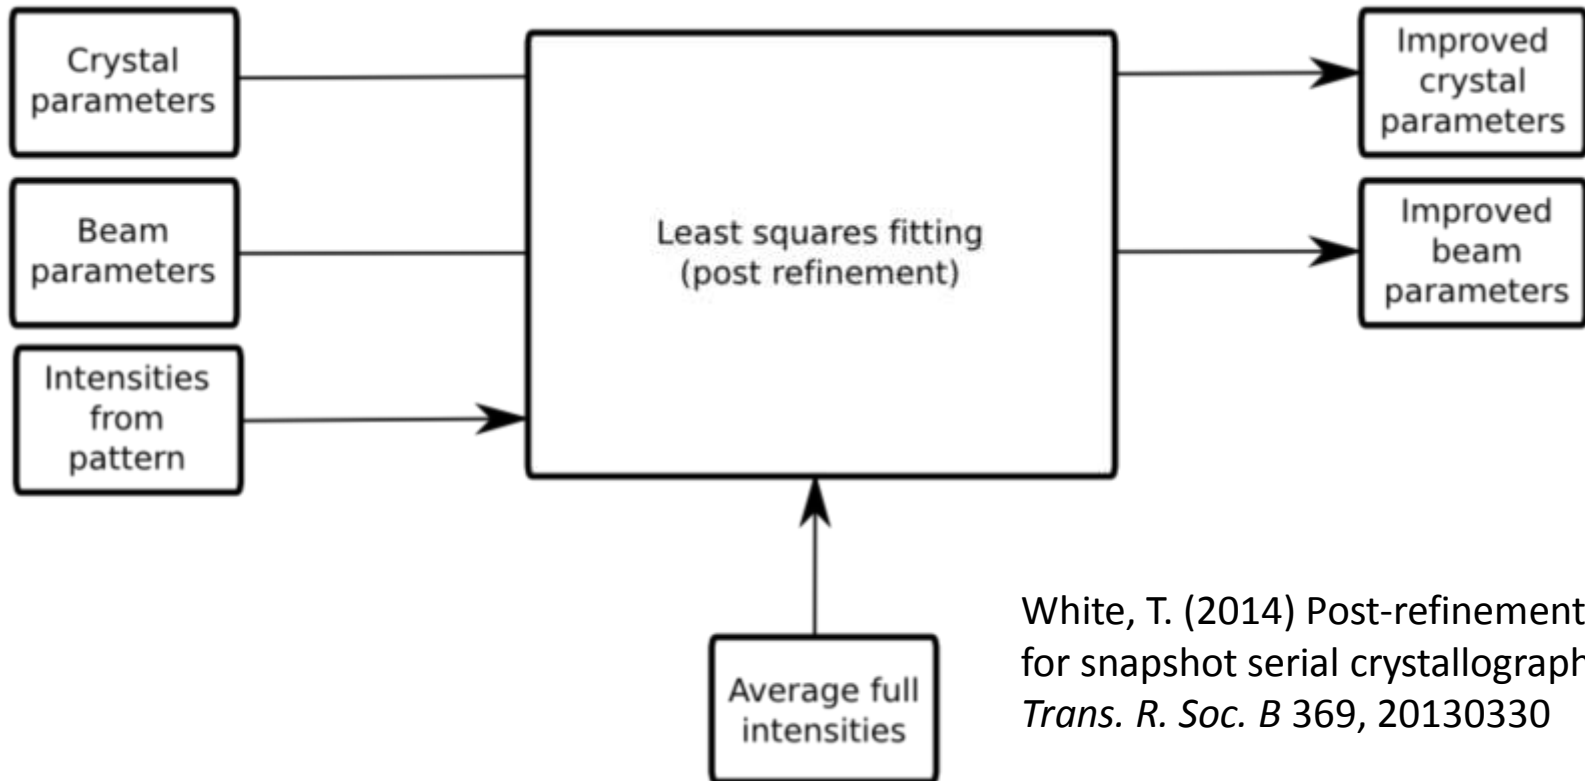 Crystal
parameters
Beam
parameters
Intensities
from
pattern
Least squares fitting
(post refinement)
Improved
crystal
parameters
Improved
beam
parameters
Average full
intensities
White, T. (2014) Post-refinement
for snapshot serial
Trans. R. Soc. B 369, 20130330